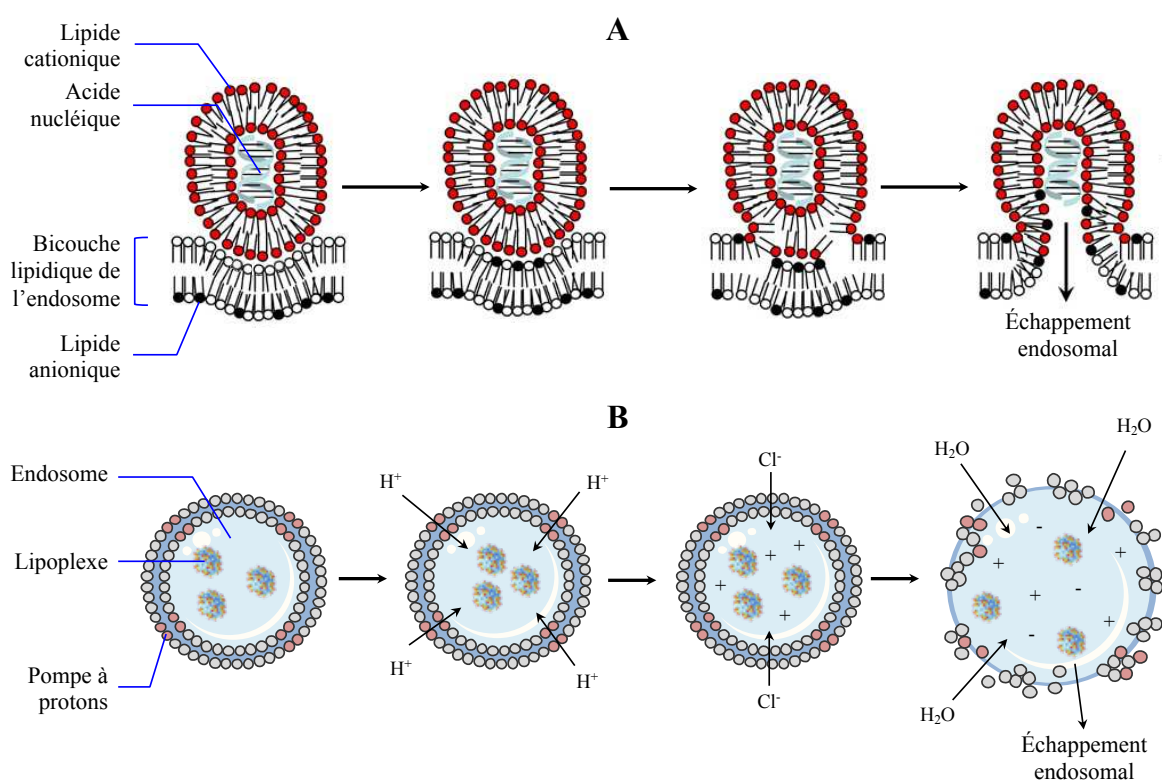 A
Lipide
cationique
Acide
nucléique
Bicouche
lipidique de
l'endosome
Lipide
anionique
Échappement
endosomal
B
Endosome
Lipoplexe
Pompe à
protons
H⁺
H⁺
H⁺
H⁺
Cl⁻
+
+
+
+
Cl⁻
H₂O
H₂O
-
+
+
-
+
-
H₂O
Échappement
endosomal